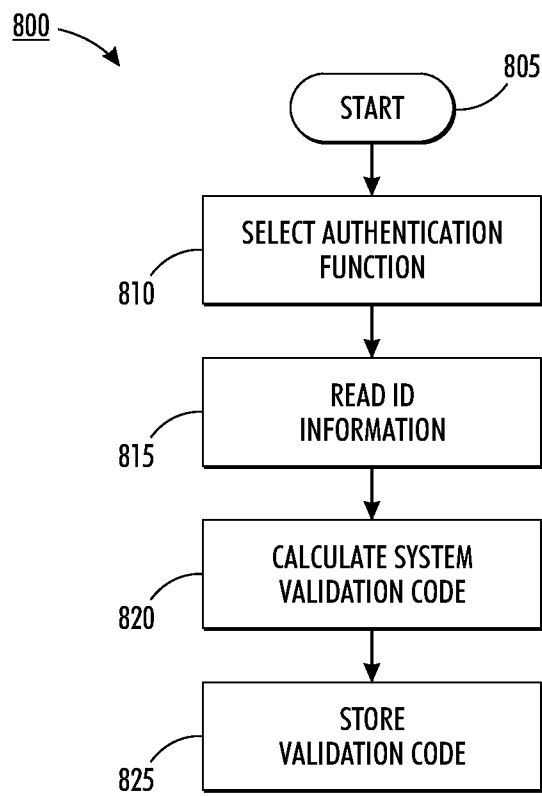 800
805
START
SELECT AUTHENTICATION
FUNCTION
810
READ ID
INFORMATION
815
CALCULATE SYSTEM
VALIDATION CODE
820
STORE
VALIDATION CODE
825